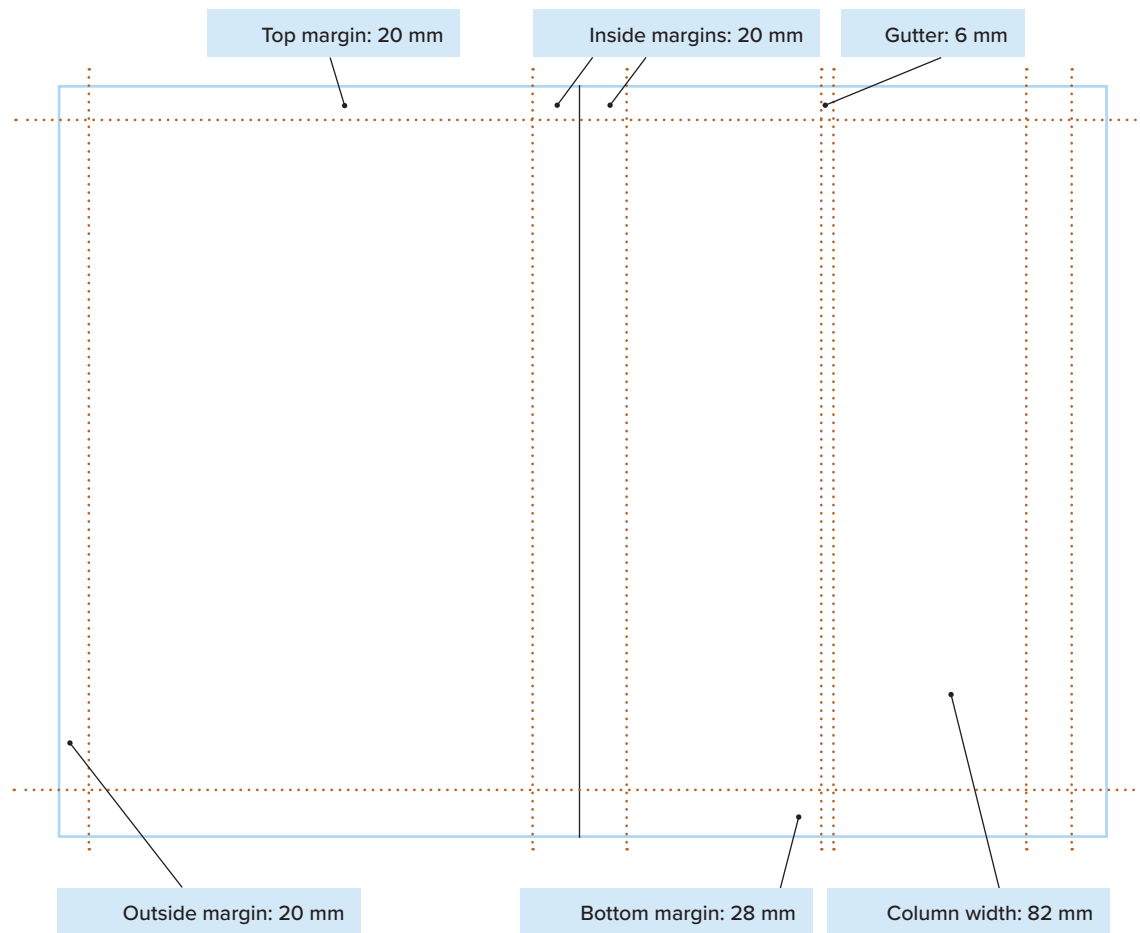 Top margin: 20 mm
Inside margins: 20 mm
Gutter: 6 mm
Outside margin: 20 mm
Bottom margin: 28 mm
Column width: 82 mm